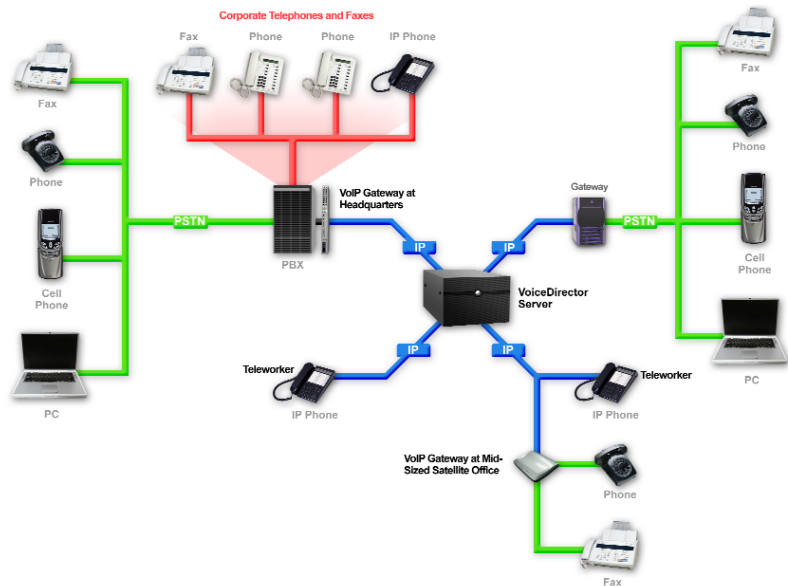 Corporate Telephones and Faxes
Fax
Phone
Phone
IP Phone
Fax
Fax
Phone
Phone
Gateway
VoIP Gateway at
Headquarters
PSTN
PSTN
IP
IP
PBX
Cell
Phone
Cell
Phone
VoiceDirector
Server
IP
IP
Teleworker
Teleworker
PC
IP Phone
IP Phone
PC
VoIP Gateway at Mid-
Sized Satellite Office
Phone
Fax